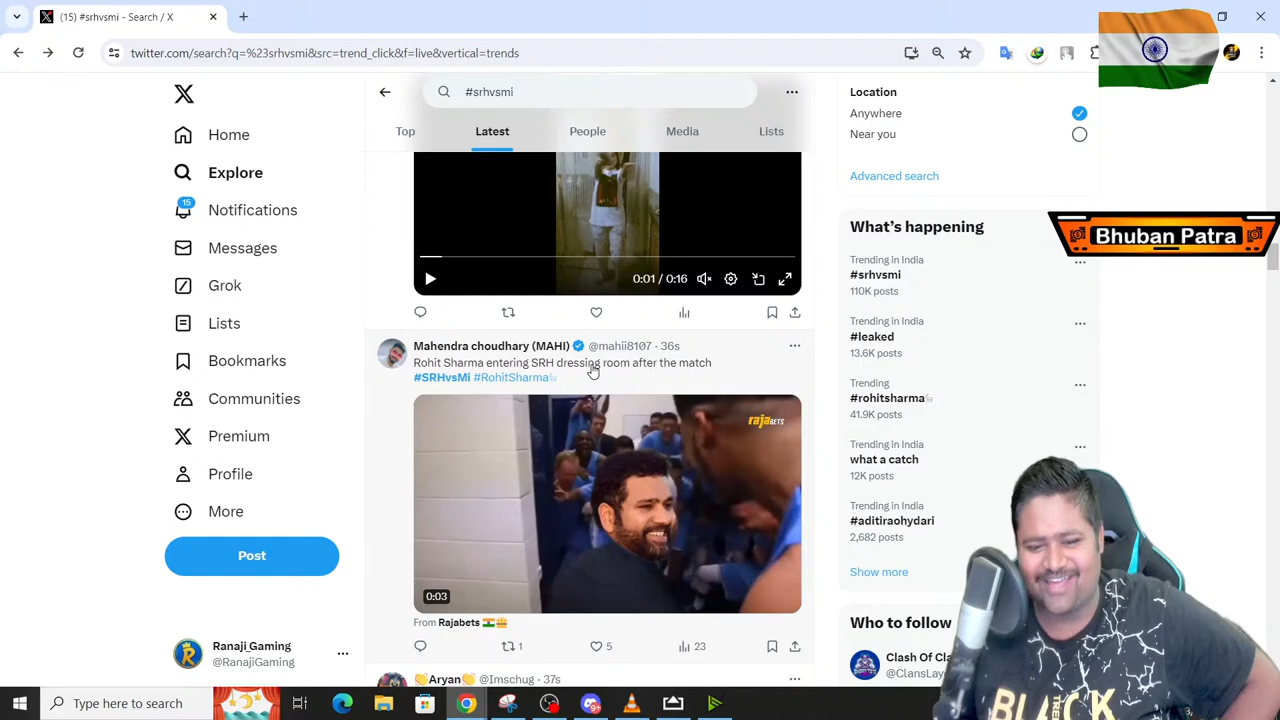 (15) #srhvsmi - Search / X
twitter.com/search?q=%23srhvsmi&src=trend_click&f=live&vertical=trends
#srhvsmi
Top
Latest
People
Media
Lists
Home
Explore
15
Notifications
Messages
Grok
Lists
Bookmarks
Communities
Premium
Profile
More
Post
Ranaji_Gaming
@RanajiGaming
0:01 / 0:16
Mahendra choudhary (MAHI) @mahii8107 · 36s
Rohit Sharma entering SRH dressing room after the match
#SRHvsMi #RohitSharma
rajaBETS
0:03
From Rajabets
1
5
23
Aryan @Imschug · 37s
Location
Anywhere
Near you
Advanced search
What's happening
Trending in India
#srhvsmi
110K posts
Trending in India
#leaked
13.6K posts
Trending
#rohitsharma
41.9K posts
Trending in India
what a catch
12K posts
Trending in India
#aditiraohydari
2,682 posts
Show more
Who to follow
Clash Of Cla
@ClansLay
Bhuban Patra
BLACK
Type here to search